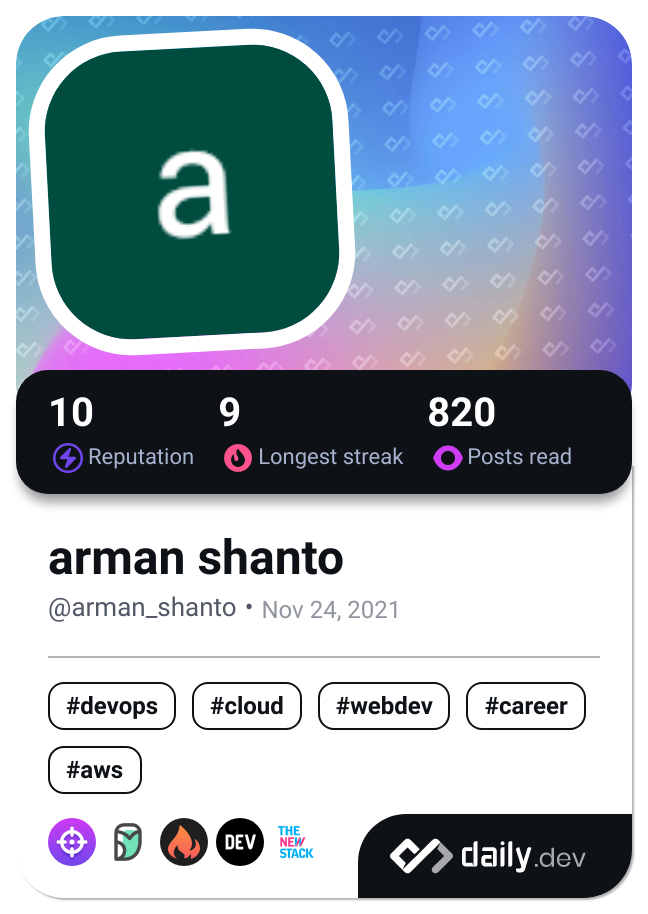 a
10 9 820
Reputation Longest streak Posts read
arman shanto
@arman_shanto • Nov 24, 2021
#devops #cloud #webdev #career
#aws
DEV
THE
NEW
STACK
daily.dev